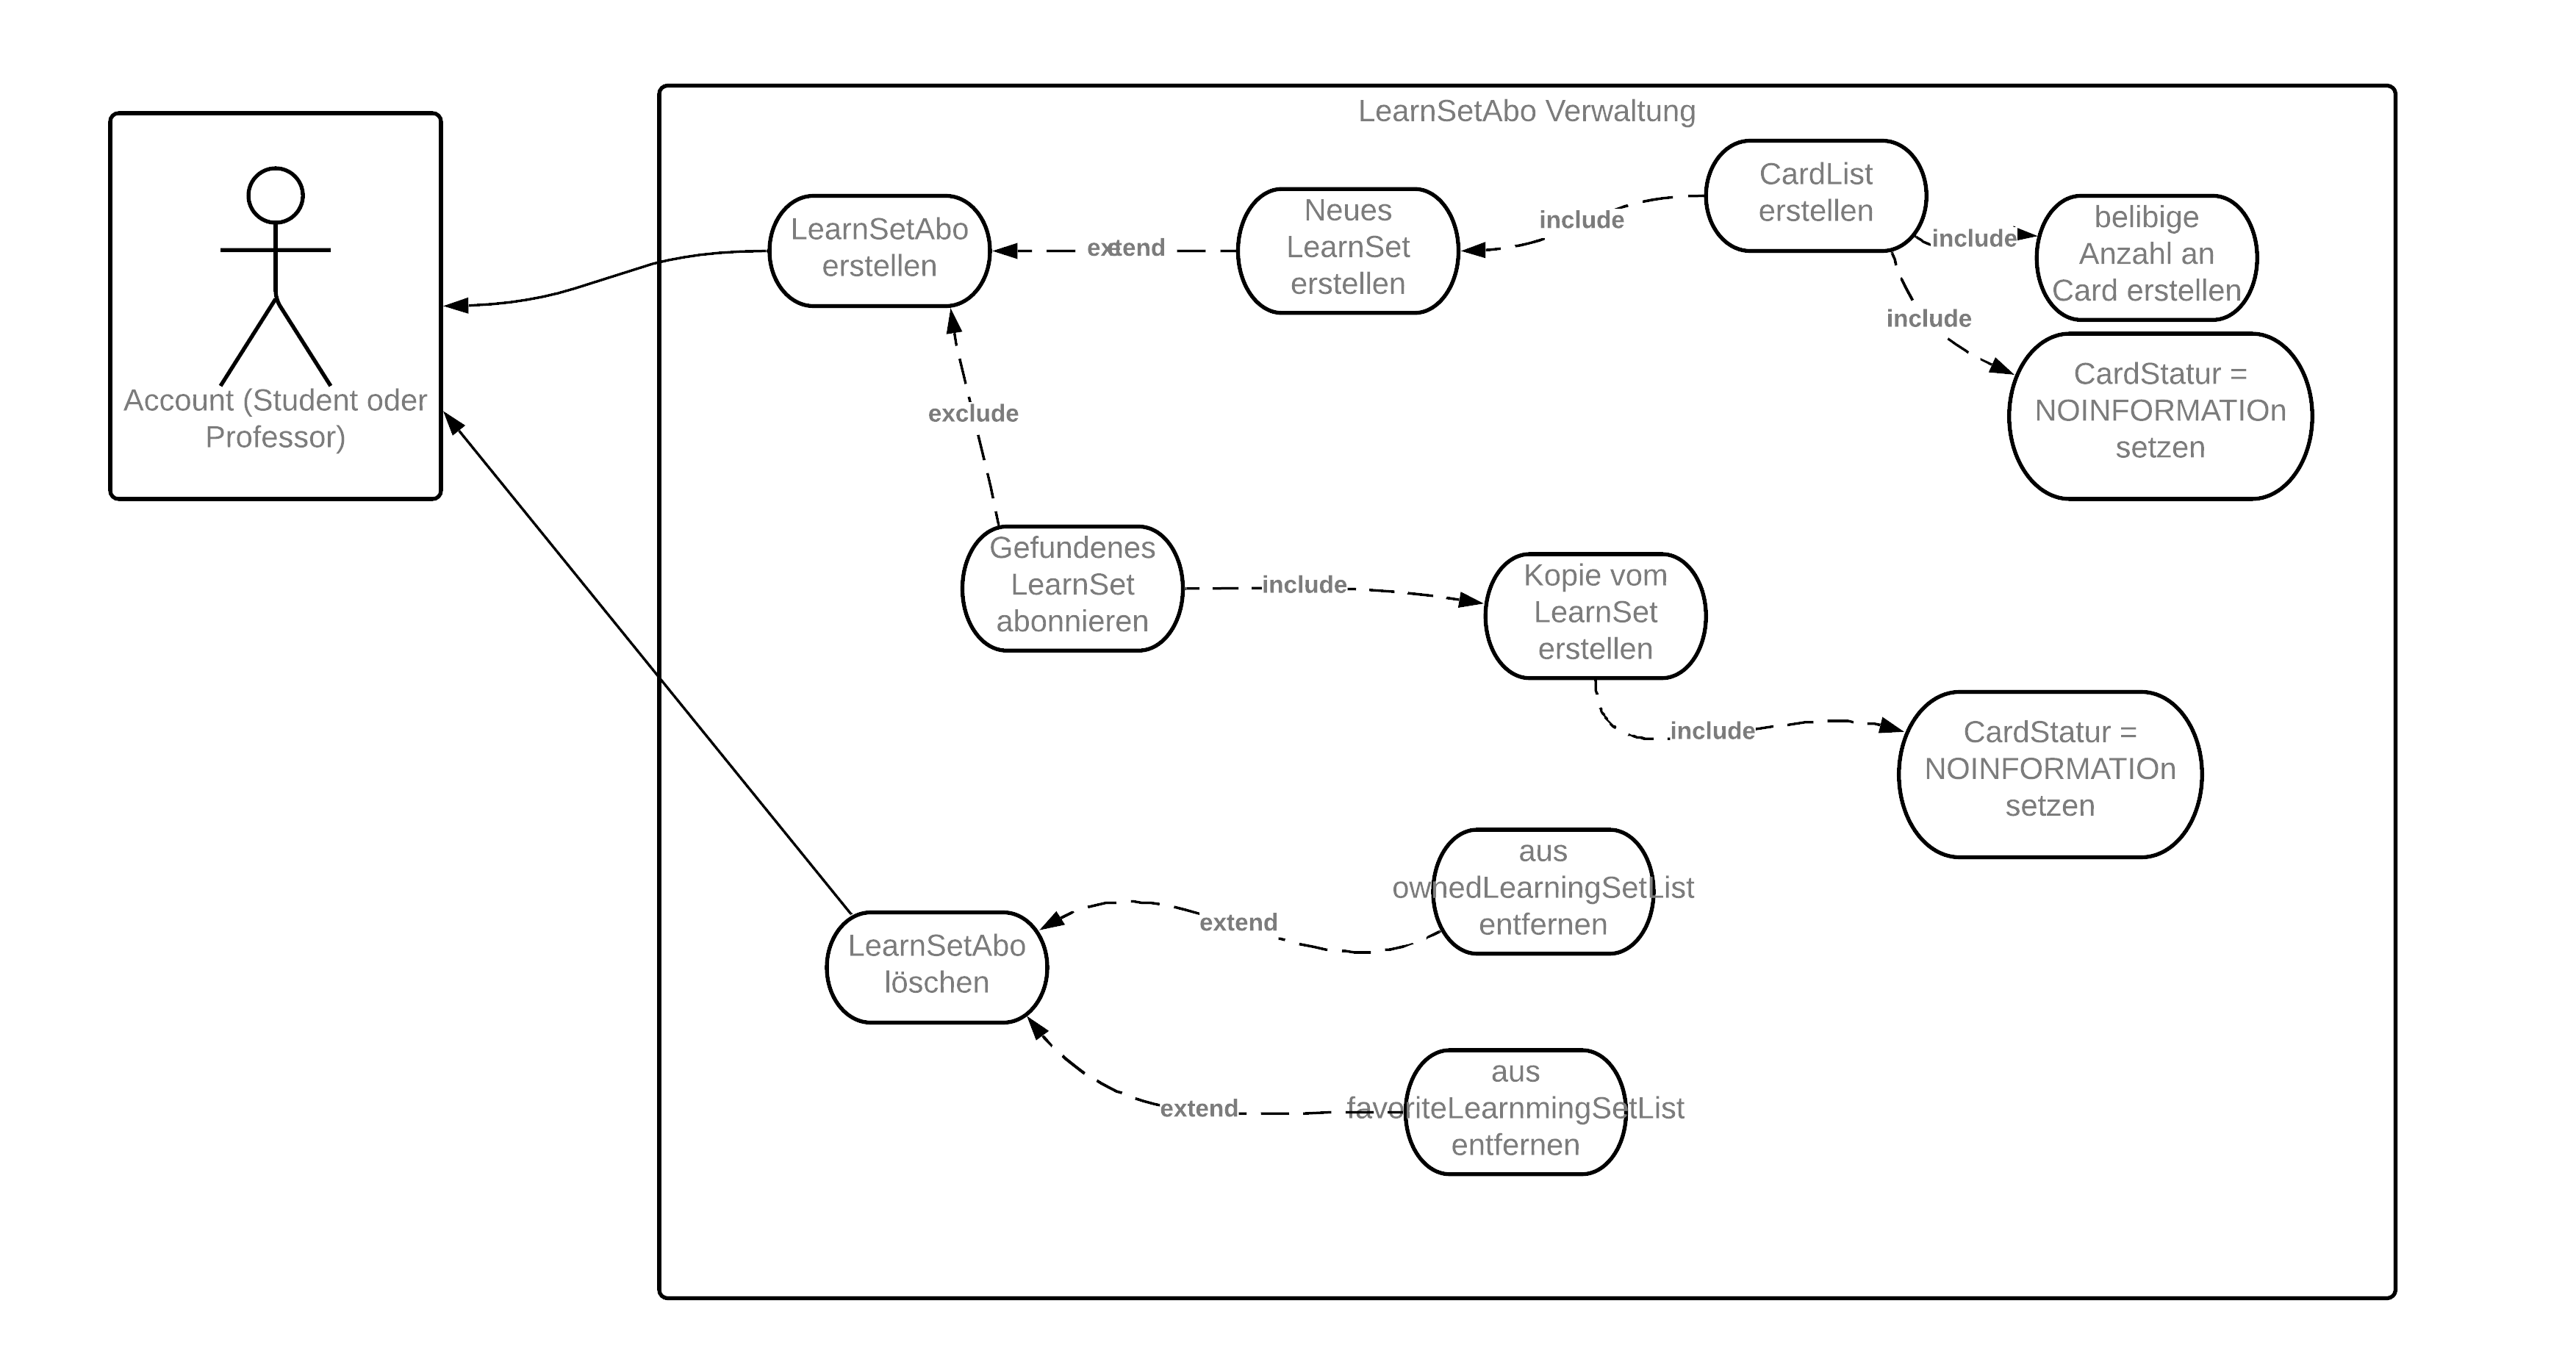 LearnSetAbo Verwaltung
Account (Student oder
Professor)
LearnSetAbo
erstellen
extend
Neues
LearnSet
erstellen
include
CardList
erstellen
include
belibige
Anzahl an
Card erstellen
include
CardStatur =
NOINFORMATIOn
setzen
exclude
Gefundenes
LearnSet
abonnieren
include
Kopie vom
LearnSet
erstellen
include
CardStatur =
NOINFORMATIOn
setzen
LearnSetAbo
löschen
extend
aus
ownedLearningSetList
entfernen
extend
aus
favoriteLearnmingSetList
entfernen